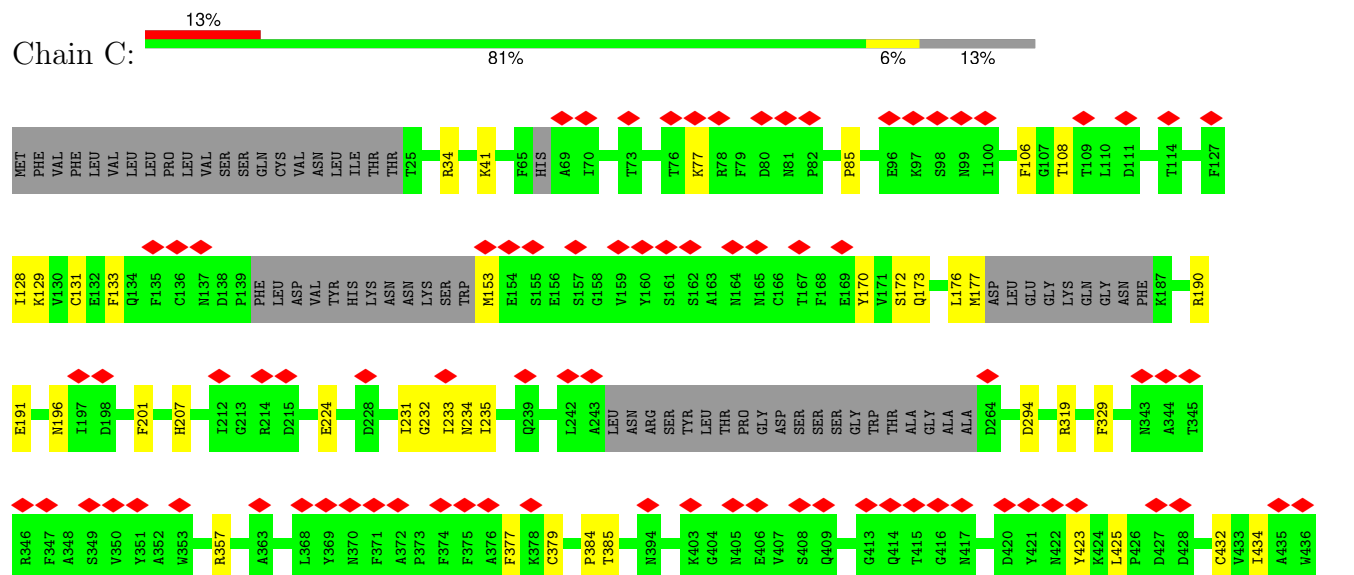 13%
Chain C:
81% 6% 13%
MET PHE VAL PHE LEU VAL LEU LEU PRO LEU VAL SER SER GLN CYS VAL ASN LEU ILE THR THR T25 R34 K41 F65 HIS A69 I70 T73 T76 K77 R78 F79 D80 N81 P82 P85 E96 K97 S98 N99 I100 F106 G107 T108 T109 L110 D111 T114 F127
I128 K129 V130 C131 E132 F133 Q134 F135 C136 N137 D138 P139 PHE LEU ASP VAL TYR HIS LYS ASN ASN LYS SER TRP M153 E154 S155 E156 S157 G158 V159 Y160 S161 S162 A163 N164 N165 C166 T167 F168 E169 Y170 V171 S172 Q173 L176 M177 ASP LEU GLU GLY LYS GLN GLY ASN PHE K187 R190
E191 N196 I197 D198 F201 H207 I212 G213 R214 D215 E224 D228 I231 G232 I233 N234 I235 Q239 L242 A243 LEU ASN ARG SER TYR LEU THR PRO GLY ASP SER SER SER GLY TRP THR ALA GLY ALA ALA D264 D294 R319 F329 N343 A344 T345
R346 F347 A348 S349 V350 Y351 A352 W353 R357 A363 L368 Y369 N370 F371 A372 P373 F374 F375 A376 F377 K378 C379 P384 T385 N394 K403 G404 N405 E406 V407 S408 Q409 G413 Q414 T415 G416 N417 D420 Y421 N422 Y423 K424 L425 P426 D427 D428 C432 V433 I434 A435 W436